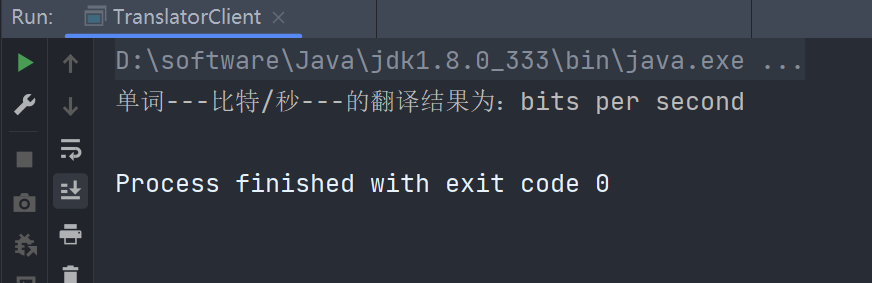 Run: TranslatorClient
D:\software\Java\jdk1.8.0_333\bin\java.exe ...
单词---比特/秒---的翻译结果为：bits per second
Process finished with exit code 0